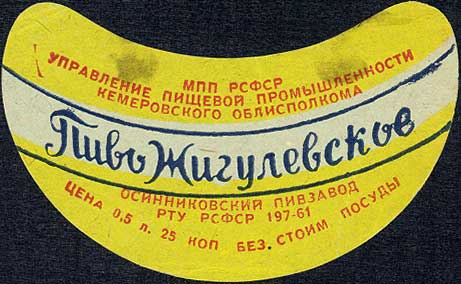 МПП РСФСР
УПРАВЛЕНИЕ ПИЩЕВОЙ ПРОМЫШЛЕННОСТИ
КЕМЕРОВСКОГО ОБЛИСПОЛКОМА
Пиво Жигулевское
ОСИННИКОВСКИЙ ПИВЗАВОД
РТУ РСФСР 197-61
ЦЕНА 0,5 л. 25 КОП БЕЗ. СТОИМ ПОСУДЫ